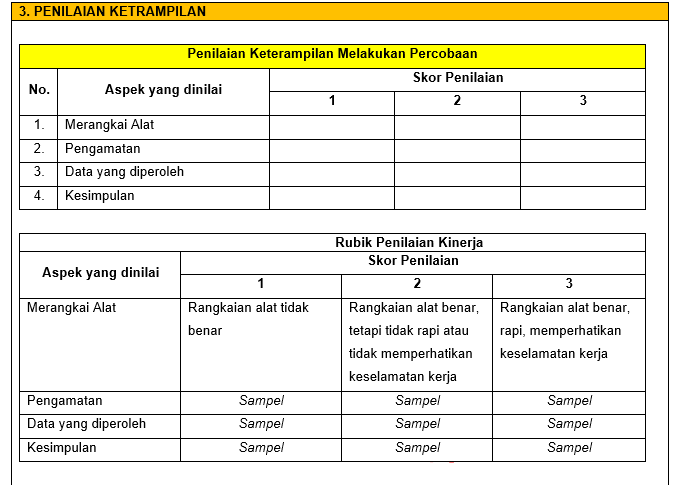 3. PENILAIAN KETRAMPILAN
Penilaian Keterampilan Melakukan Percobaan
No.
Aspek yang dinilai
Skor Penilaian
1 2 3
1. Merangkai Alat
2. Pengamatan
3. Data yang diperoleh
4. Kesimpulan
Rubik Penilaian Kinerja
Aspek yang dinilai
Skor Penilaian
1 2 3
Merangkai Alat
Rangkaian alat tidak
benar
Rangkaian alat benar,
tetapi tidak rapi atau
tidak memperhatikan
keselamatan kerja
Rangkaian alat benar,
rapi, memperhatikan
keselamatan kerja
Pengamatan Sampel Sampel Sampel
Data yang diperoleh Sampel Sampel Sampel
Kesimpulan Sampel Sampel Sampel